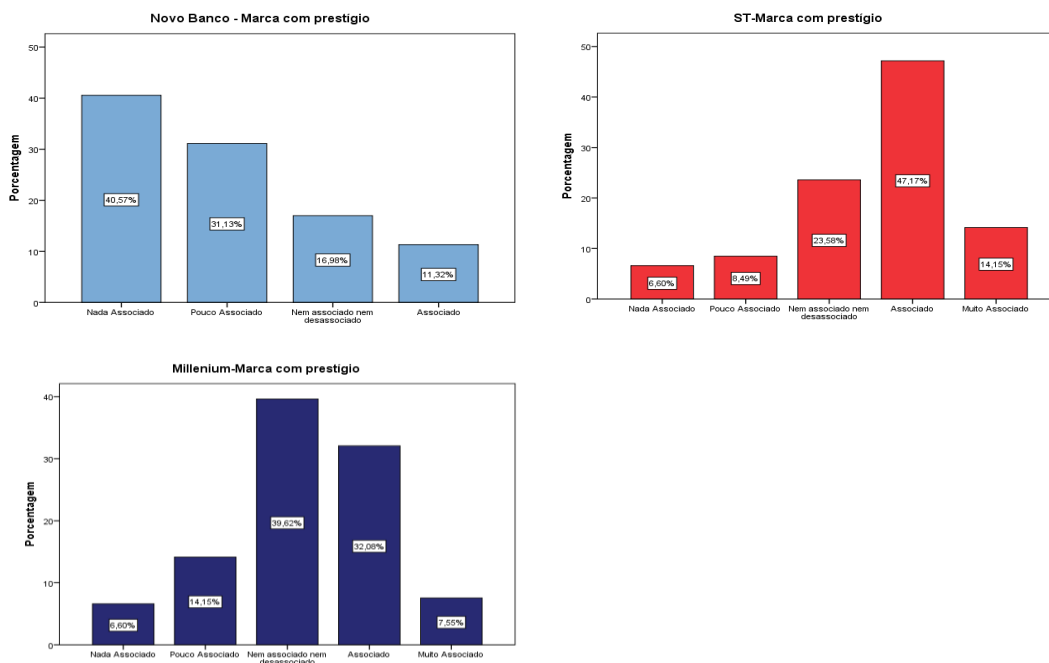 Novo Banco - Marca com prestígio
Porcentagem
50
40
30
20
10
0
40,57%
31,13%
16,98%
11,32%
Nada Associado
Pouco Associado
Nem associado nem
desassociado
Associado
ST-Marca com prestígio
Porcentagem
50
40
30
20
10
0
6,60%
8,49%
23,58%
47,17%
14,15%
Nada Associado
Pouco Associado
Nem associado nem
desassociado
Associado
Muito Associado
Millenium-Marca com prestígio
Porcentagem
40
30
20
10
0
6,60%
14,15%
39,62%
32,08%
7,55%
Nada Associado
Pouco Associado
Nem associado nem
desassociado
Associado
Muito Associado